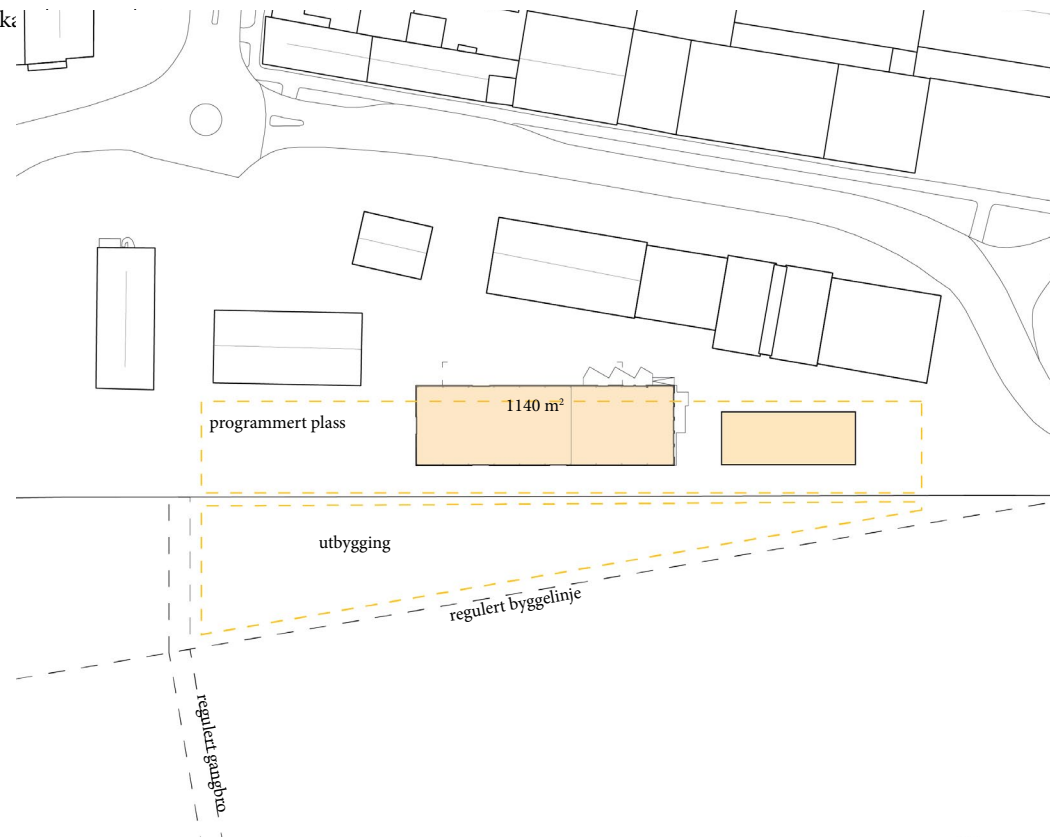 1140 m²
programmert plass
utbygging
regulert byggelinje
regulert gangbro